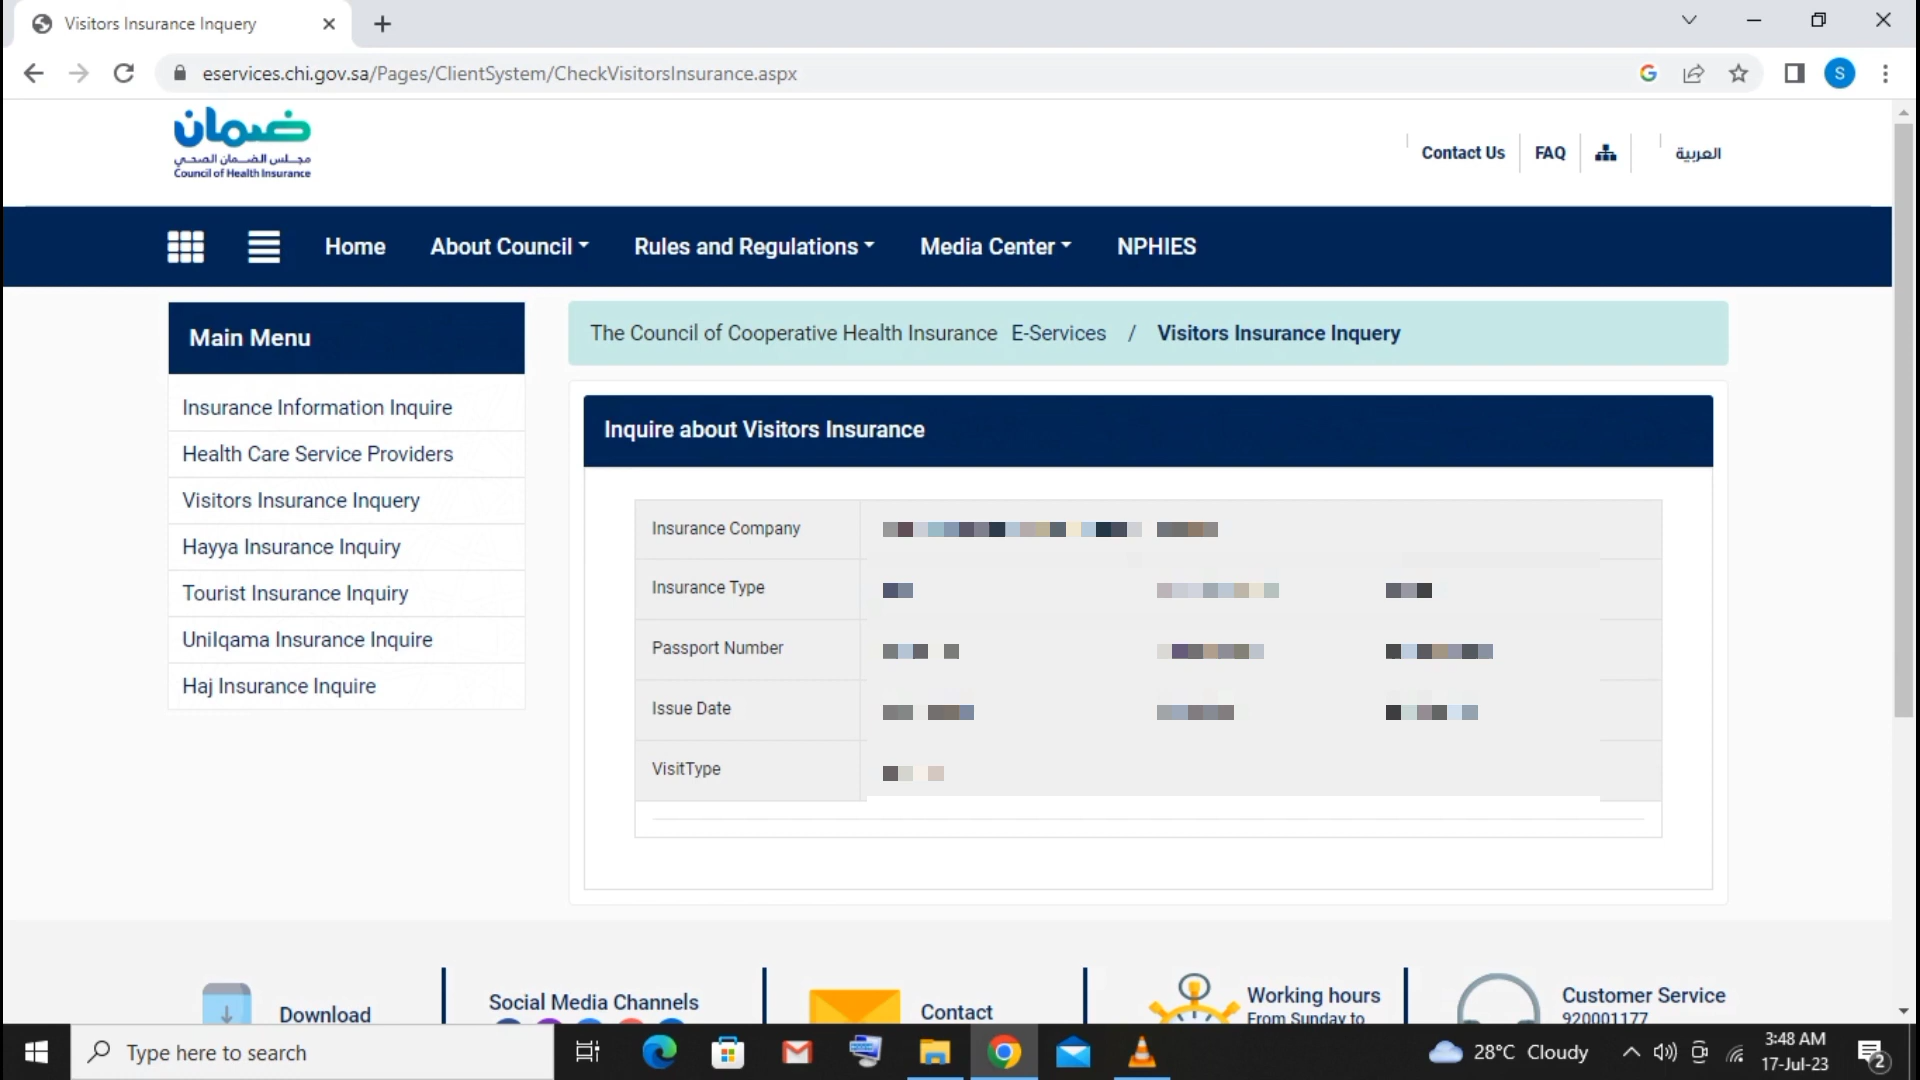 Visitors Insurance Inquery
eservices.chi.gov.sa/Pages/ClientSystem/CheckVisitorsInsurance.aspx
S
ضمان
مجلس الضمان الصحي
Council of Health Insurance
Contact Us
FAQ
العربية
Home
About Council
Rules and Regulations
Media Center
NPHIES
Main Menu
Insurance Information Inquire
Health Care Service Providers
Visitors Insurance Inquery
Hayya Insurance Inquiry
Tourist Insurance Inquiry
UniIqama Insurance Inquire
Haj Insurance Inquire
The Council of Cooperative Health Insurance E-Services / Visitors Insurance Inquery
Inquire about Visitors Insurance
Insurance Company
Insurance Type
Passport Number
Issue Date
VisitType
Download
Social Media Channels
Contact
Working hours
From Sunday to
Customer Service
920001177
Type here to search
28°C Cloudy
3:48 AM
17-Jul-23
2